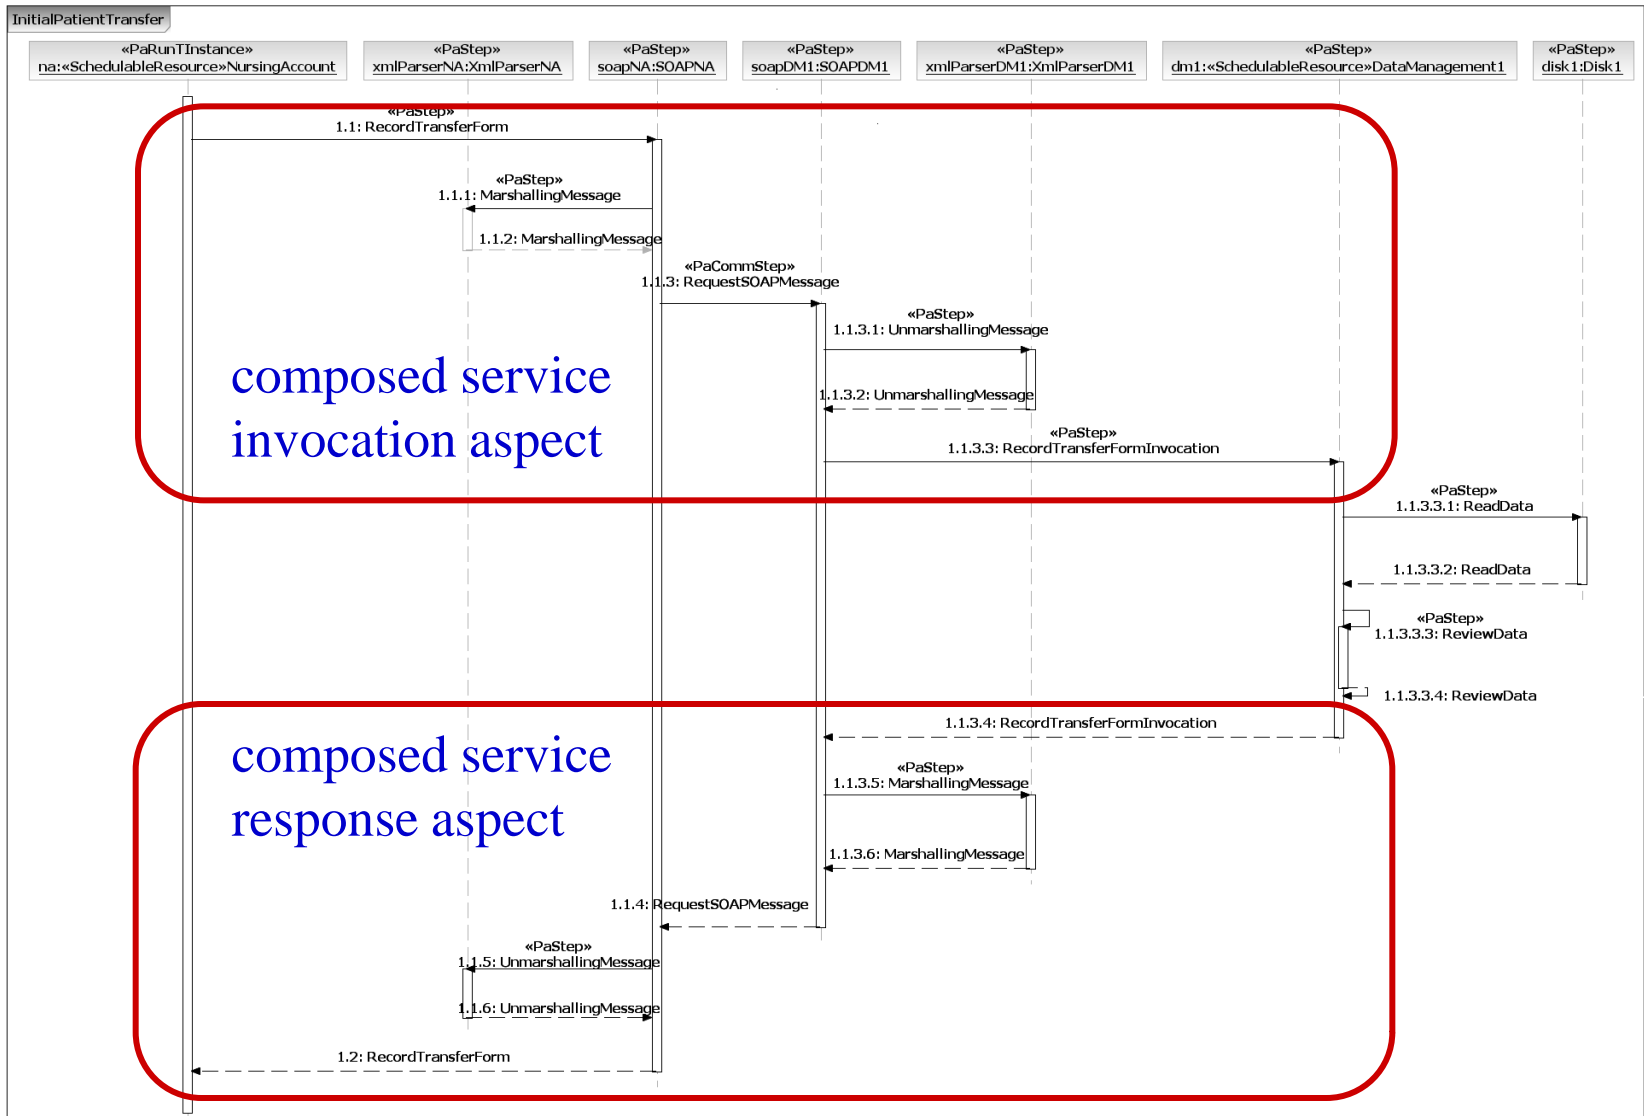 InitialPatientTransfer
«PaRunTInstance»
na:«SchedulableResource»NursingAccount
«PaStep»
xmlParserNA:XmlParserNA
«PaStep»
soapNA:SOAPNA
«PaStep»
soapDM1:SOAPDM1
«PaStep»
xmlParserDM1:XmlParserDM1
«PaStep»
dm1:«SchedulableResource»DataManagement1
«PaStep»
disk1:Disk1
«PaStep»
1.1: RecordTransferForm
«PaStep»
1.1.1: MarshallingMessage
1.1.2: MarshallingMessage
«PaCommStep»
1.1.3: RequestSOAPMessage
«PaStep»
1.1.3.1: UnmarshallingMessage
composed service
invocation aspect
1.1.3.2: UnmarshallingMessage
«PaStep»
1.1.3.3: RecordTransferFormInvocation
«PaStep»
1.1.3.3.1: ReadData
1.1.3.3.2: ReadData
«PaStep»
1.1.3.3.3: ReviewData
1.1.3.3.4: ReviewData
1.1.3.4: RecordTransferFormInvocation
composed service
response aspect
«PaStep»
1.1.3.5: MarshallingMessage
1.1.3.6: MarshallingMessage
1.1.4: RequestSOAPMessage
«PaStep»
1.1.5: UnmarshallingMessage
1.1.6: UnmarshallingMessage
1.2: RecordTransferForm